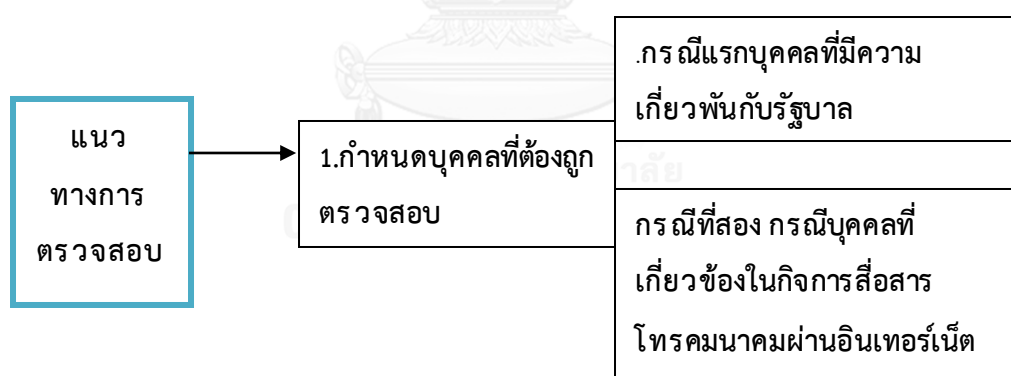 แนว
ทางการ
ตรวจสอบ
1.กำหนดบุคคลที่ต้องถูก
ตรวจสอบ
.กรณีแรกบุคคลที่มีความ
เกี่ยวพันกับรัฐบาล
าลัย
กรณีที่สอง กรณีบุคคลที่
เกี่ยวข้องในกิจการสื่อสาร
โทรคมนาคมผ่านอินเทอร์เน็ต